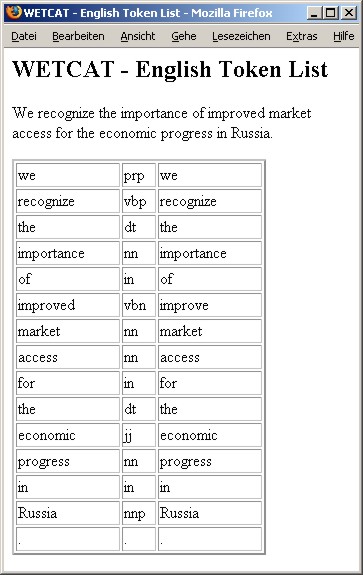 WETCAT - English Token List - Mozilla Firefox
Datei Bearbeiten Ansicht Gehe Lesezeichen Extras Hilfe
WETCAT - English Token List
We recognize the importance of improved market
access for the economic progress in Russia.
we prp we
recognize vbp recognize
the dt the
importance nn importance
of in of
improved vbn improve
market nn market
access nn access
for in for
the dt the
economic jj economic
progress nn progress
in in in
Russia nnp Russia
. . .